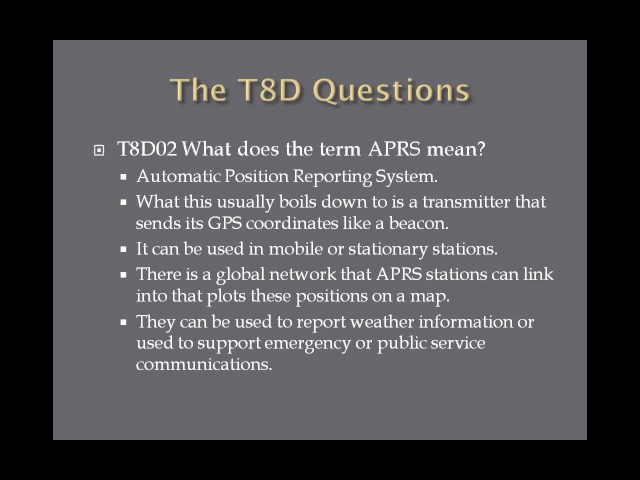 The T8D Questions
T8D02 What does the term APRS mean?
Automatic Position Reporting System.
What this usually boils down to is a transmitter that
sends its GPS coordinates like a beacon.
It can be used in mobile or stationary stations.
There is a global network that APRS stations can link
into that plots these positions on a map.
They can be used to report weather information or
used to support emergency or public service
communications.